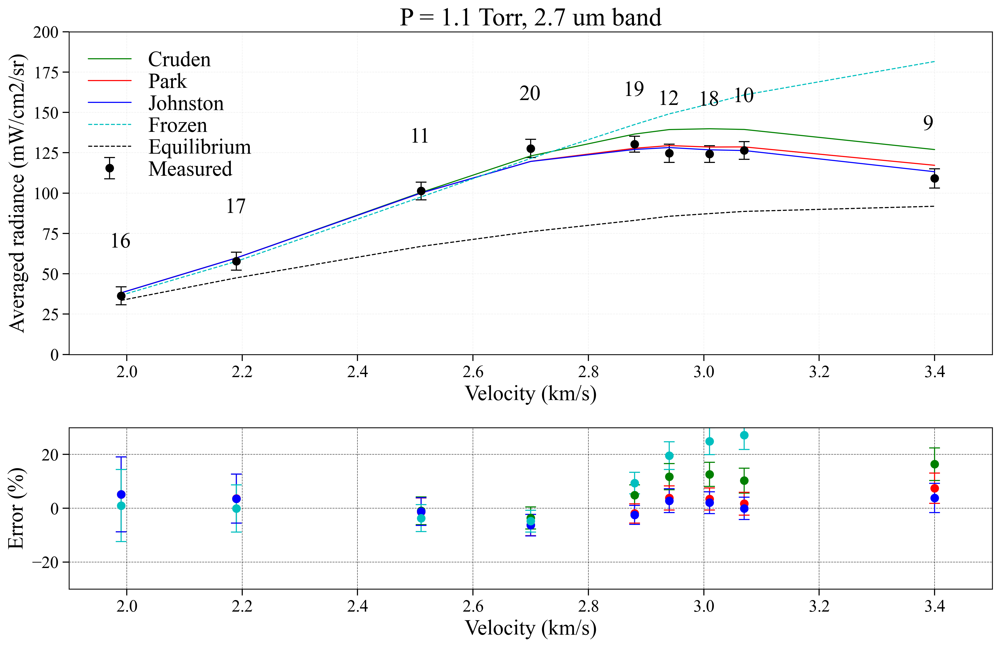 P = 1.1 Torr, 2.7 um band
Averaged radiance (mW/cm2/sr)
200
175
150
125
100
75
50
25
0
Cruden
Park
Johnston
Frozen
Equilibrium
Measured
16
17
11
20
19
12
18
10
9
2.0 2.2 2.4 2.6 2.8 3.0 3.2 3.4
Velocity (km/s)
Error (%)
20
0
−20
2.0 2.2 2.4 2.6 2.8 3.0 3.2 3.4
Velocity (km/s)